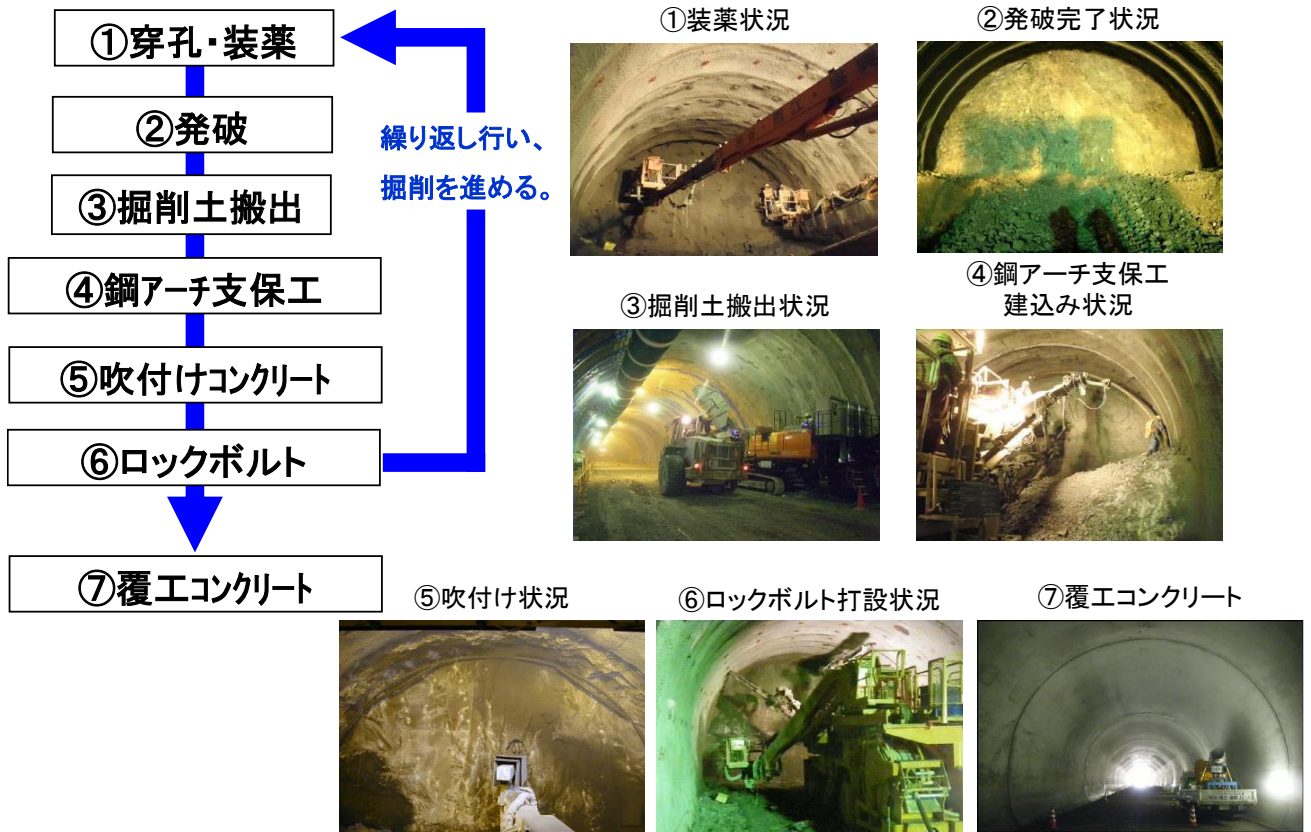 ①穿孔・装薬
②発破
③掘削土搬出
④鋼アーチ支保工
⑤吹付けコンクリート
⑥ロックボルト
⑦覆工コンクリート
繰り返し行い、
掘削を進める。
①装薬状況
②発破完了状況
③掘削土搬出状況
④鋼アーチ支保工
建込み状況
⑤吹付け状況
⑥ロックボルト打設状況
⑦覆工コンクリート